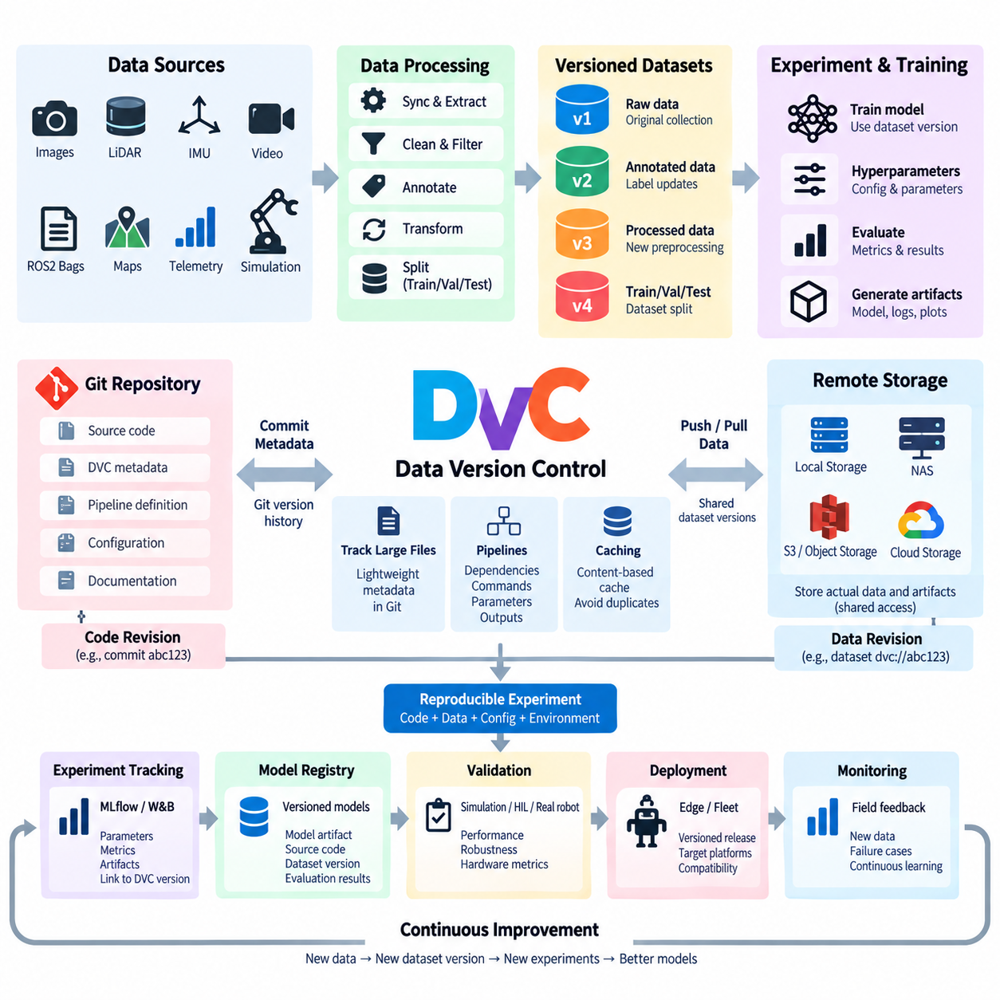 Data Sources
Images
LiDAR
IMU
Video
ROS2 Bags
Maps
Telemetry
Simulation
Data Processing
Sync & Extract
Clean & Filter
Annotate
Transform
Split
(Train/Val/Test)
Versioned Datasets
v1
Raw data
Original collection
v2
Annotated data
Label updates
v3
Processed data
New preprocessing
v4
Train/Val/Test
Dataset split
Experiment & Training
Train model
Use dataset version
Hyperparameters
Config & parameters
Evaluate
Metrics & results
Generate artifacts
Model, logs, plots
Git Repository
Source code
DVC metadata
Pipeline definition
Configuration
Documentation
Commit
Metadata
Git version
history
DVC
Data Version Control
Track Large Files
Lightweight
metadata
in Git
Pipelines
Dependencies
Commands
Parameters
Outputs
Caching
Content-based
cache
Avoid duplicates
Push / Pull
Data
Shared
dataset versions
Remote Storage
Local Storage
NAS
S3 / Object Storage
Cloud Storage
Store actual data and artifacts
(shared access)
Code Revision
(e.g., commit abc123)
Data Revision
(e.g., dataset dvc://abc123)
Reproducible Experiment
Code + Data + Config + Environment
Experiment Tracking
MLflow / W&B
Parameters
Metrics
Artifacts
Link to DVC version
Model Registry
Versioned models
Model artifact
Source code
Dataset version
Evaluation results
Validation
Simulation / HIL / Real robot
Performance
Robustness
Hardware metrics
Deployment
Edge / Fleet
Versioned release
Target platforms
Compatibility
Monitoring
Field feedback
New data
Failure cases
Continuous learning
Continuous Improvement
New data → New dataset version → New experiments → Better models